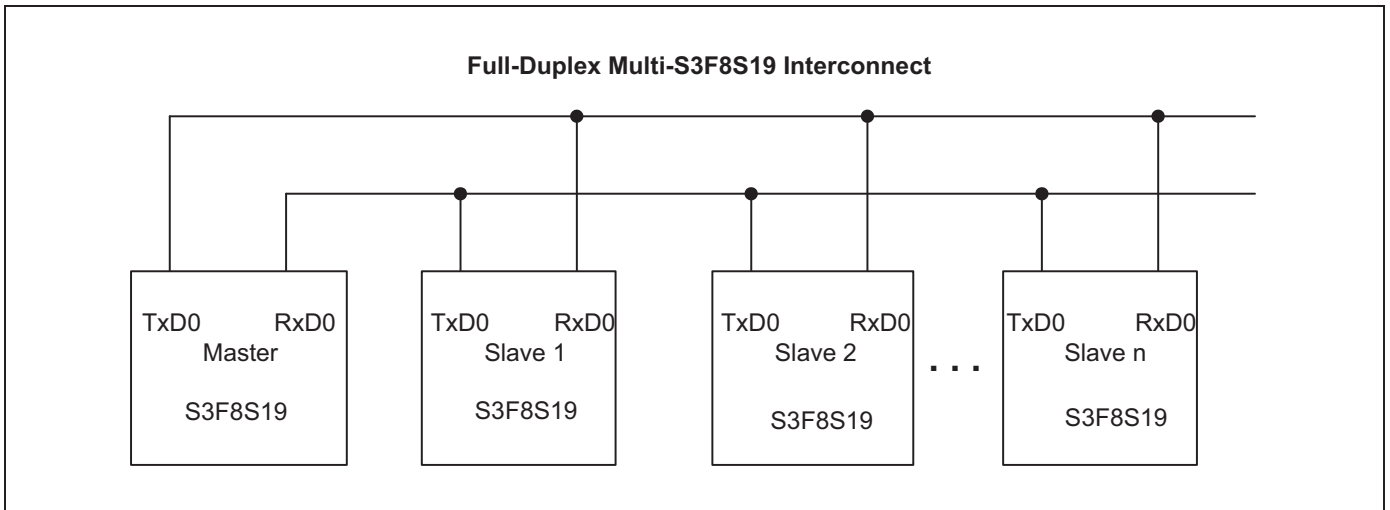 Full-Duplex Multi-S3F8S19 Interconnect
TxD0 RxD0
Master
S3F8S19
TxD0 RxD0
Slave 1
S3F8S19
TxD0 RxD0
Slave 2
S3F8S19
. . .
TxD0 RxD0
Slave n
S3F8S19